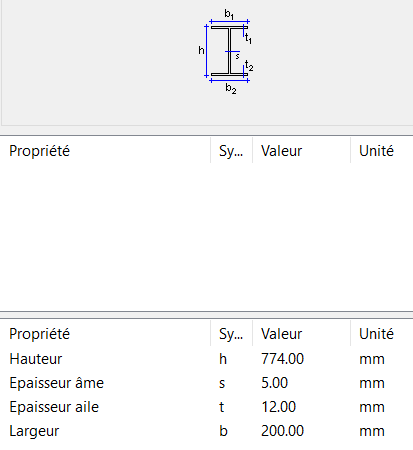 b1
t1
h
s
t2
b2
Propriété Sy... Valeur Unité
Propriété Sy... Valeur Unité
Hauteur h 774.00 mm
Epaisseur âme s 5.00 mm
Epaisseur aile t 12.00 mm
Largeur b 200.00 mm